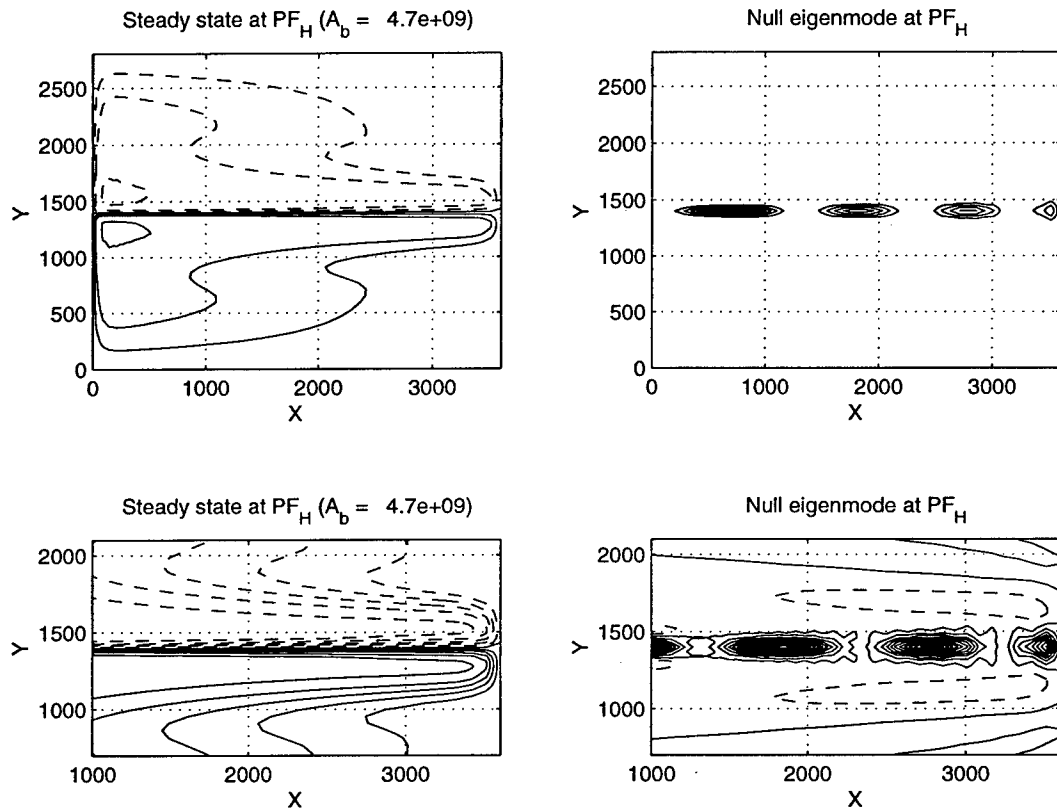 Steady state at PF_H (A_b = 4.7e+09)
Y
2500
2000
1500
1000
500
0
0 1000 2000 3000
X
Null eigenmode at PF_H
Y
2500
2000
1500
1000
500
0
0 1000 2000 3000
X
Steady state at PF_H (A_b = 4.7e+09)
Y
2000
1500
1000
1000 2000 3000
X
Null eigenmode at PF_H
Y
2000
1500
1000
1000 2000 3000
X